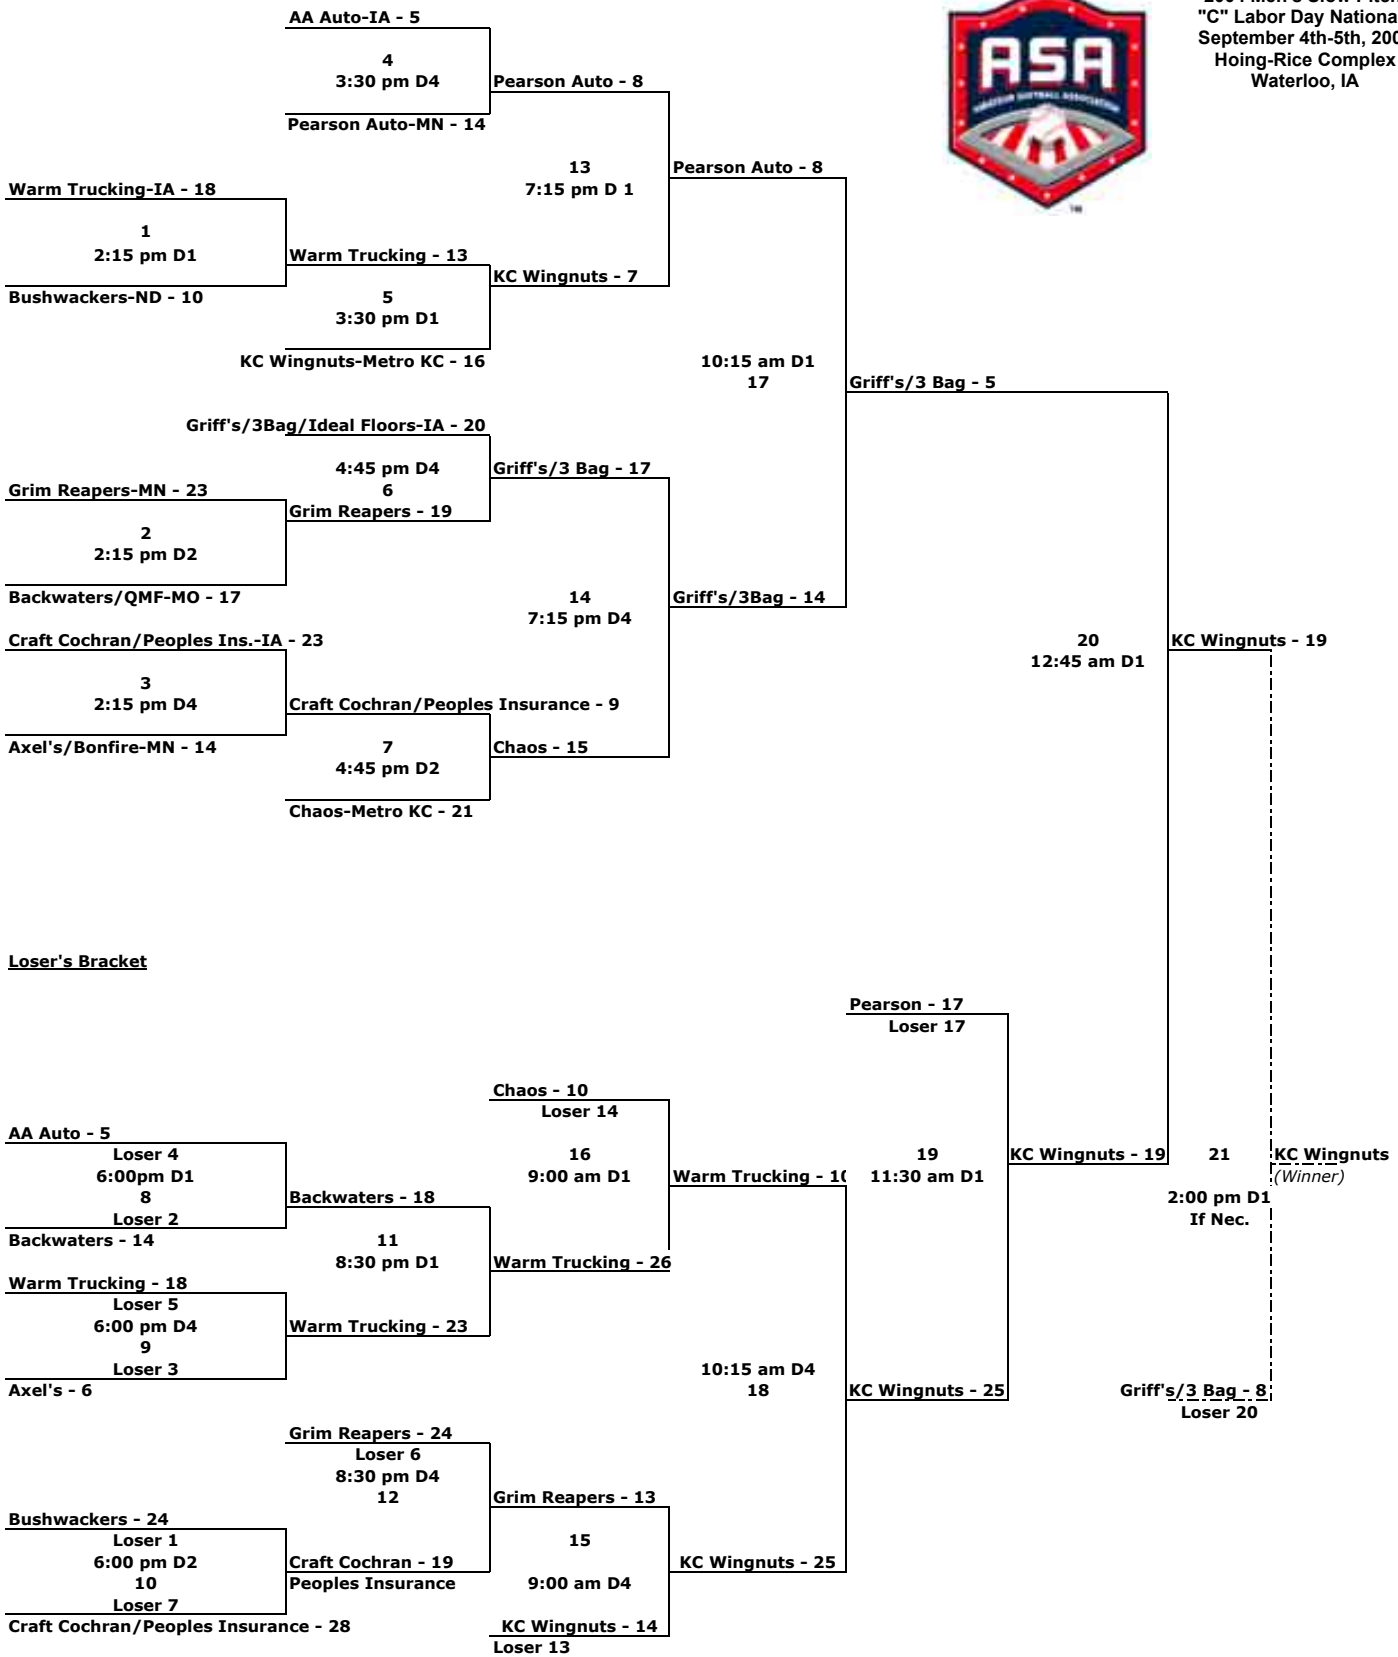 "C" Labor Day National
Hoing-Rice Complex
Waterloo, IA
ASA
AA Auto-IA - 5
4
3:30 pm D4
Pearson Auto - 8
Pearson Auto-MN - 14
13
7:15 pm D 1
Pearson Auto - 8
Warm Trucking-IA - 18
1
2:15 pm D1
Warm Trucking - 13
KC Wingnuts - 7
Bushwackers-ND - 10
5
3:30 pm D1
KC Wingnuts-Metro KC - 16
10:15 am D1
17
Griff's/3 Bag - 5
Griff's/3Bag/Ideal Floors-IA - 20
4:45 pm D4
6
Griff's/3 Bag - 17
Grim Reapers-MN - 23
Grim Reapers - 19
2
2:15 pm D2
Backwaters/QMF-MO - 17
14
7:15 pm D4
Griff's/3Bag - 14
Craft Cochran/Peoples Ins.-IA - 23
20
12:45 am D1
KC Wingnuts - 19
3
2:15 pm D4
Craft Cochran/Peoples Insurance - 9
Axel's/Bonfire-MN - 14
7
4:45 pm D2
Chaos - 15
Chaos-Metro KC - 21
Loser's Bracket
Pearson - 17
Loser 17
Chaos - 10
Loser 14
AA Auto - 5
Loser 4
6:00pm D1
8
Loser 2
Backwaters - 14
Backwaters - 18
16
9:00 am D1
Warm Trucking - 10
19
11:30 am D1
KC Wingnuts - 19
21
2:00 pm D1
If Nec.
KC Wingnuts
(Winner)
11
8:30 pm D1
Warm Trucking - 26
Warm Trucking - 18
Loser 5
6:00 pm D4
9
Loser 3
Axel's - 6
Warm Trucking - 23
10:15 am D4
18
KC Wingnuts - 25
Griff's/3 Bag - 8
Loser 20
Grim Reapers - 24
Loser 6
8:30 pm D4
12
Grim Reapers - 13
Bushwackers - 24
Loser 1
6:00 pm D2
10
Loser 7
Craft Cochran/Peoples Insurance - 28
Craft Cochran - 19
Peoples Insurance
15
9:00 am D4
KC Wingnuts - 25
KC Wingnuts - 14
Loser 13